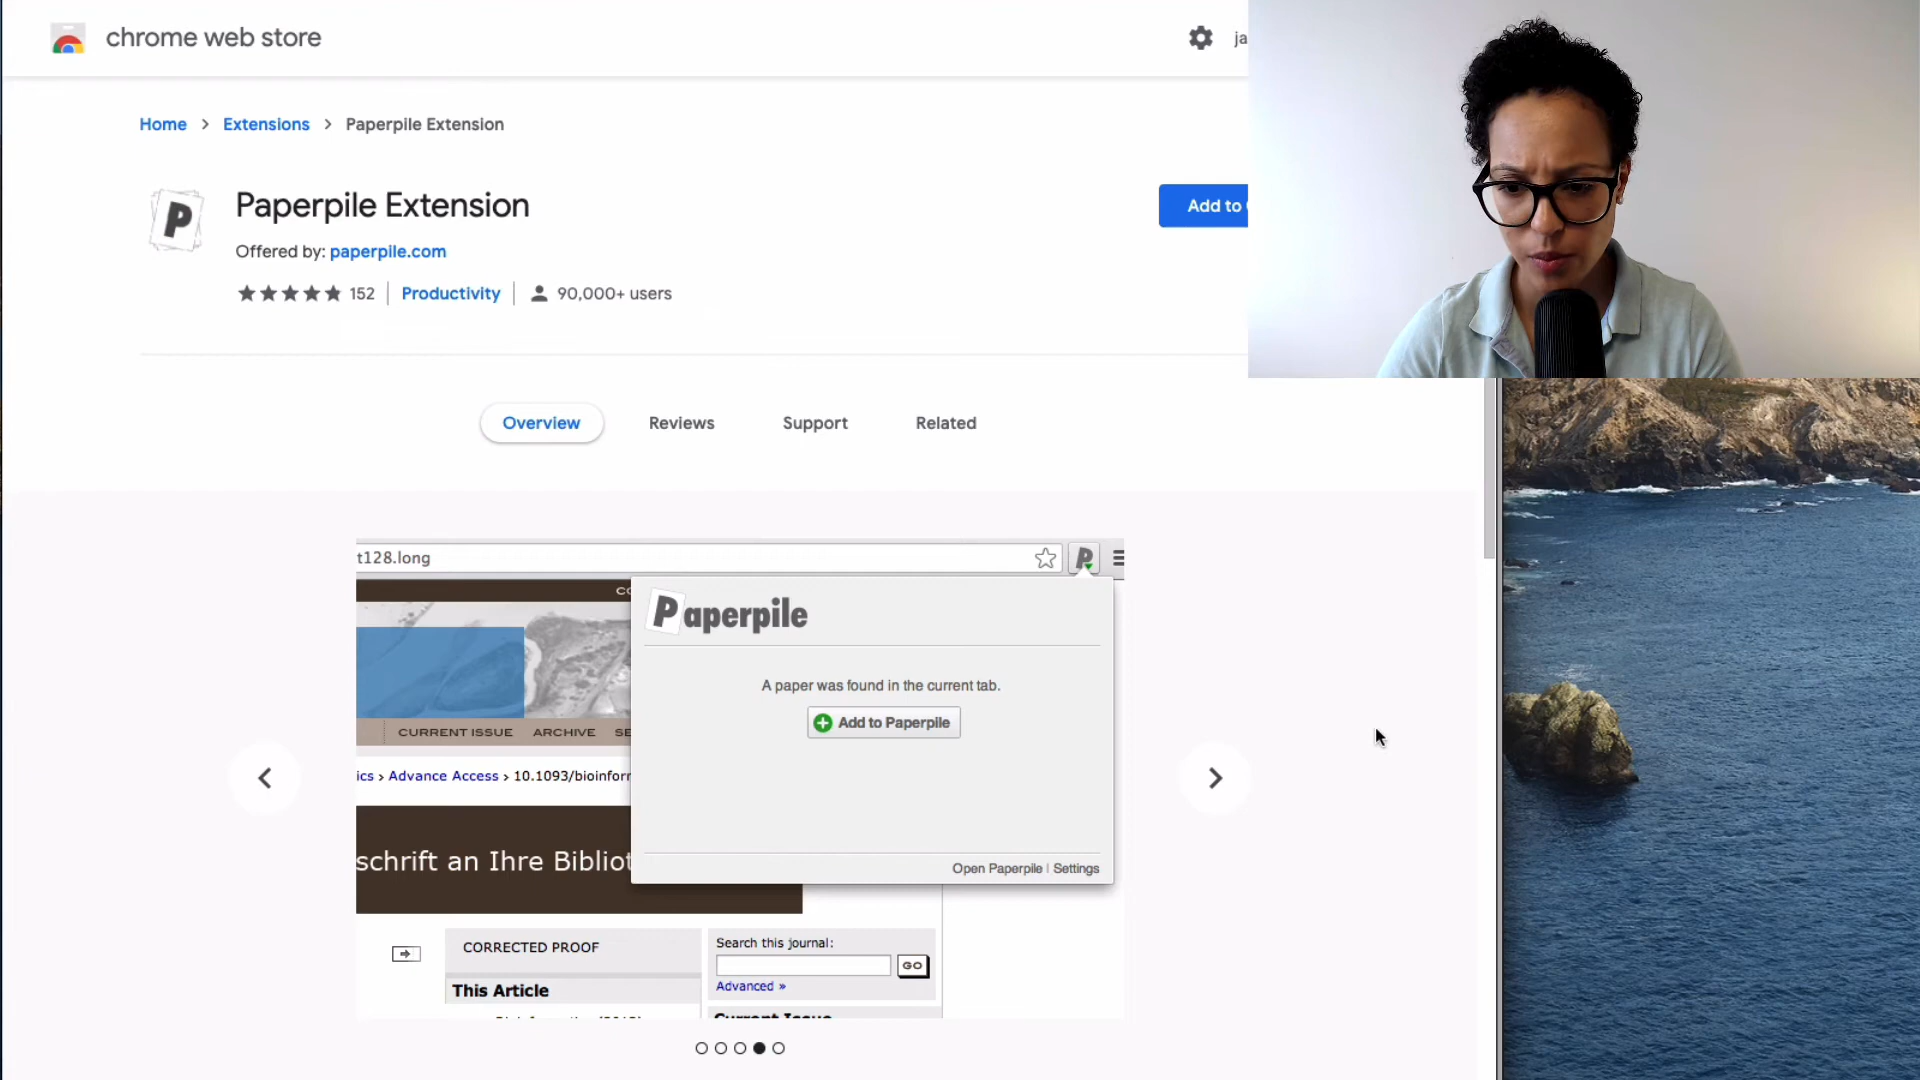 chrome web store
ja
Home > Extensions > Paperpile Extension
P
Paperpile Extension
Add to
Offered by: paperpile.com
152 | Productivity | 90,000+ users
Overview
Reviews
Support
Related
t128.long
P
Paperpile
A paper was found in the current tab.
Add to Paperpile
Open Paperpile | Settings
CURRENT ISSUE
ARCHIVE
SE
ics > Advance Access > 10.1093/bioinfor
schrift an Ihre Bibliot
CORRECTED PROOF
This Article
Search this journal:
GO
Advanced »
Current Issue